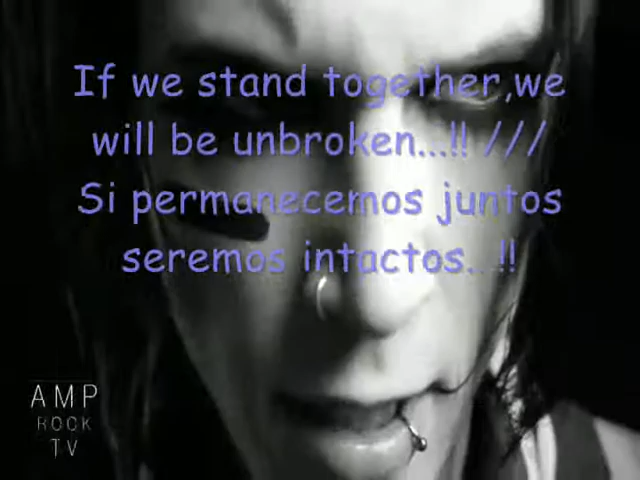 If we stand together,we
will be unbroken...!! ///
Si permanecemos juntos
seremos intactos...!!
AMP
ROCK
TV